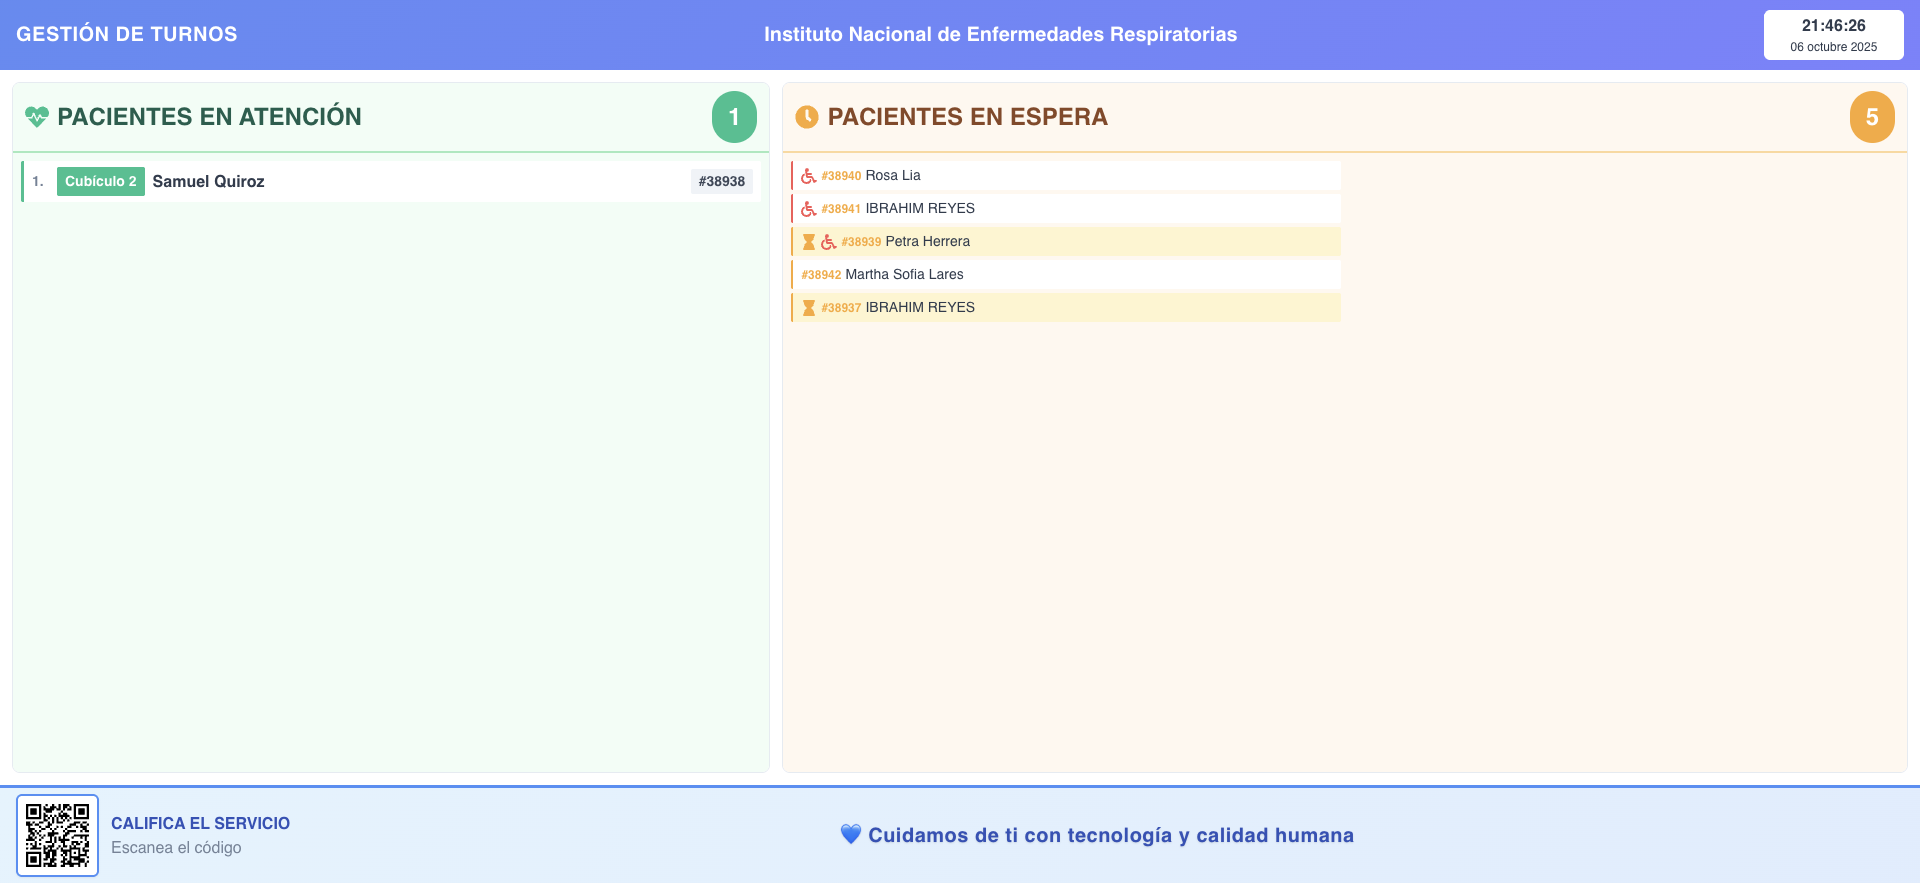 GESTIÓN DE TURNOS
Instituto Nacional de Enfermedades Respiratorias
21:46:26
06 octubre 2025
PACIENTES EN ATENCIÓN
1
1. Cubículo 2 Samuel Quiroz #38938
PACIENTES EN ESPERA
5
#38940 Rosa Lia
#38941 IBRAHIM REYES
#38939 Petra Herrera
#38942 Martha Sofia Lares
#38937 IBRAHIM REYES
CALIFICA EL SERVICIO
Escanea el código
Cuidamos de ti con tecnología y calidad humana